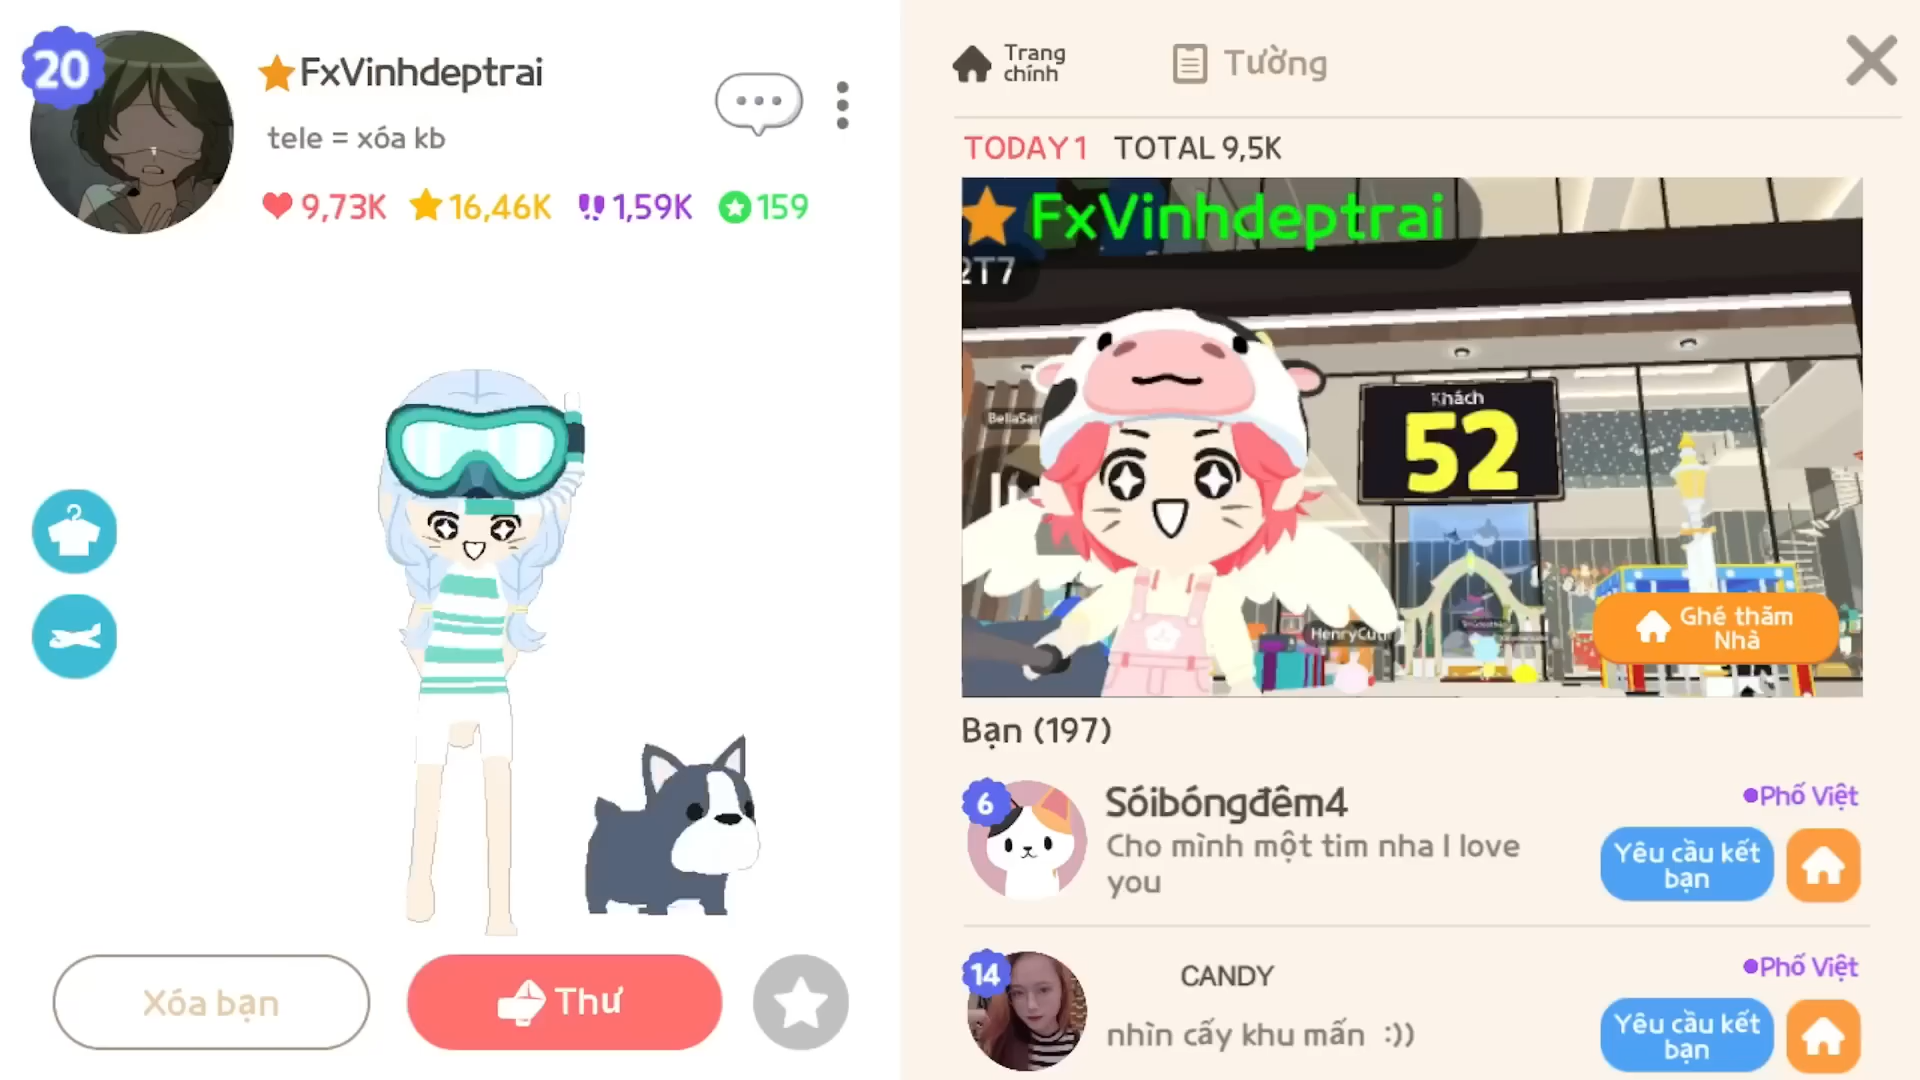 20
FxVinhdeptrai
tele = xóa kb
9,73K 16,46K 1,59K 159
Xóa bạn
Thư
Trang
chính
Tường
TODAY 1 TOTAL 9,5K
FxVinhdeptrai
2T7
BellaSar
Khách
52
HenryCuti
Ghé thăm
Nhà
Bạn (197)
6
Sóibóngđêm4
Cho mình một tim nha I love
you
Phố Việt
Yêu cầu kết
bạn
14
CANDY
nhìn cấy khu mấn :))
Phố Việt
Yêu cầu kết
bạn